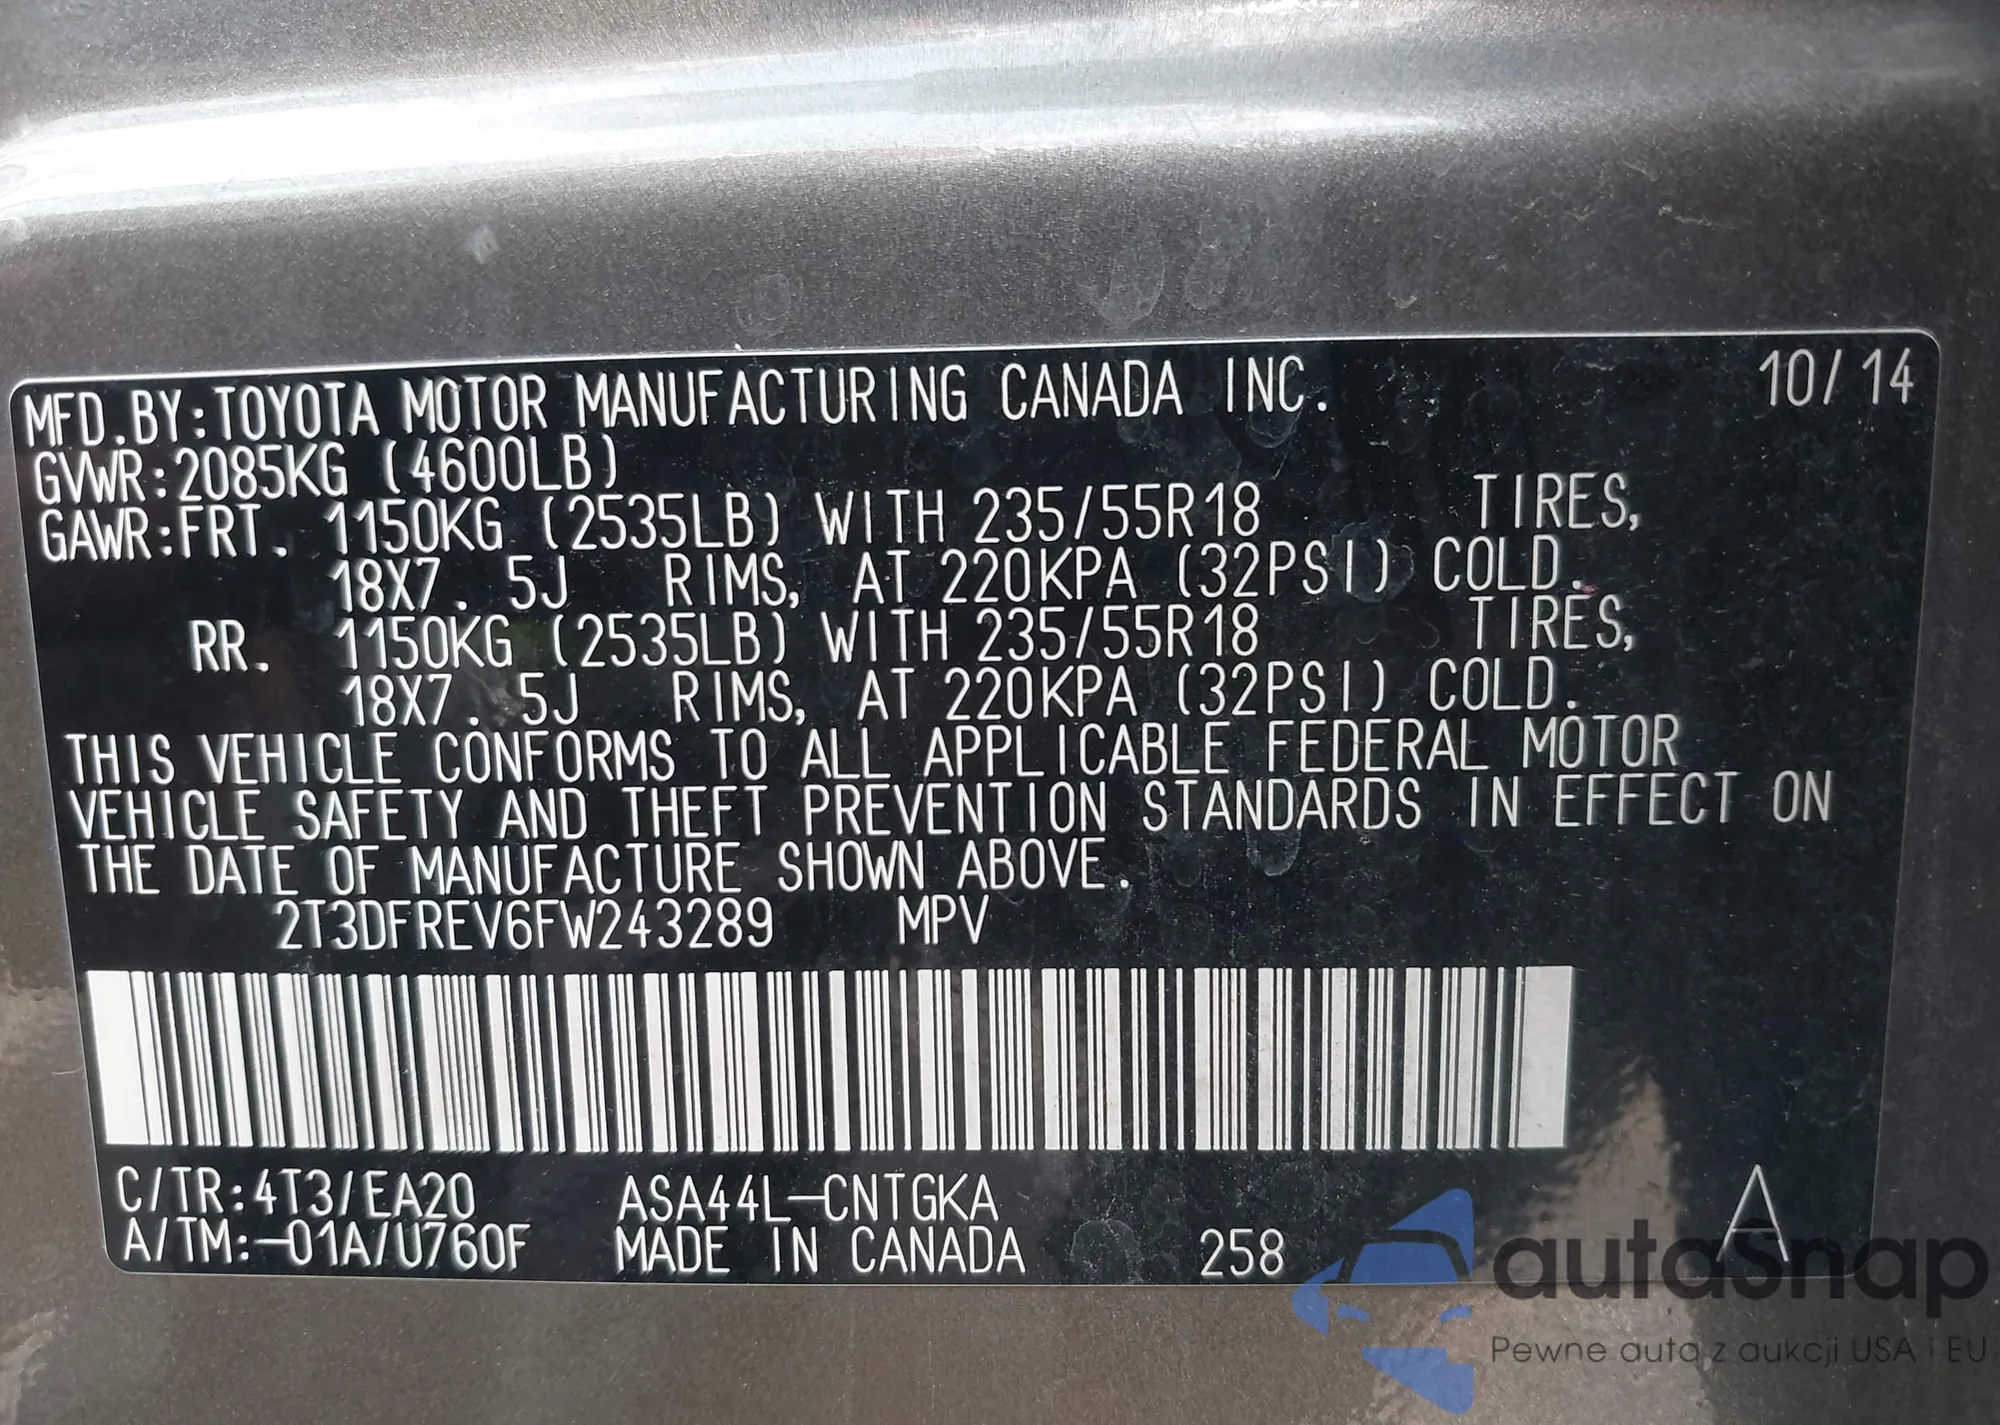 MFD.BY:TOYOTA MOTOR MANUFACTURING CANADA INC. 10/14
GVWR:2085KG (4600LB)
GAWR:FRT. 1150KG (2535LB) WITH 235/55R18 TIRES,
18X7.5J RIMS, AT 220KPA (32PSI) COLD.
RR. 1150KG (2535LB) WITH 235/55R18 TIRES,
18X7.5J RIMS, AT 220KPA (32PSI) COLD.
THIS VEHICLE CONFORMS TO ALL APPLICABLE FEDERAL MOTOR
VEHICLE SAFETY AND THEFT PREVENTION STANDARDS IN EFFECT ON
THE DATE OF MANUFACTURE SHOWN ABOVE.
2T3DFREV6FW243289 MPV
C/TR:4T3/EA20 ASA44L-CNTGKA
A/TM:-01A/U760F MADE IN CANADA 258 A
autoSnap
Pewne auta z aukcji USA i EU